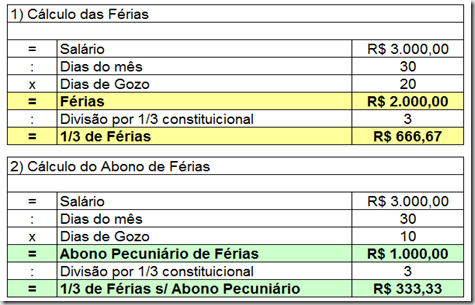 1) Cálculo das Férias
= Salário R$ 3.000,00
: Dias do mês 30
x Dias de Gozo 20
= Férias R$ 2.000,00
: Divisão por 1/3 constituicional 3
= 1/3 de Férias R$ 666,67
2) Cálculo do Abono de Férias
= Salário R$ 3.000,00
: Dias do mês 30
x Dias de Gozo 10
= Abono Pecuniário de Férias R$ 1.000,00
: Divisão por 1/3 constituicional 3
= 1/3 de Férias s/ Abono Pecuniário R$ 333,33